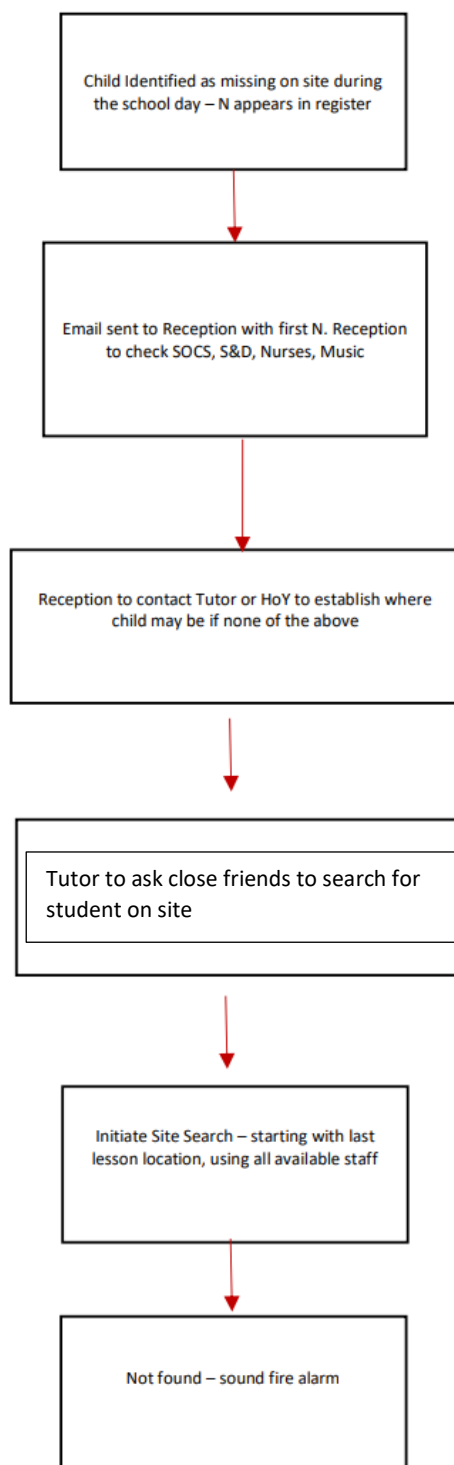 Child Identified as missing on site during
the school day – N appears in register
Email sent to Reception with first N. Reception
to check SOCS, S&D, Nurses, Music
Reception to contact Tutor or HoY to establish where
child may be if none of the above
Tutor to ask close friends to search for
student on site
Initiate Site Search – starting with last
lesson location, using all available staff
Not found – sound fire alarm